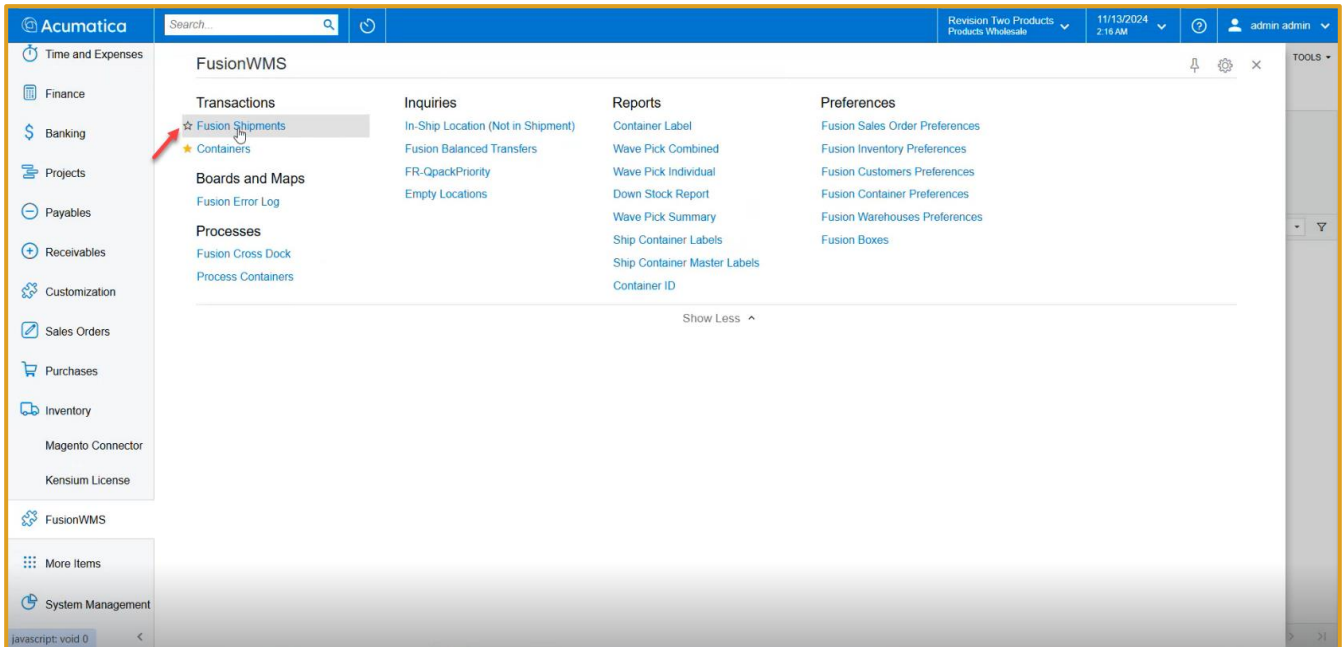 Acumatica
Search...
Revision Two Products
Products Wholesale
11/13/2024
2:16 AM
admin admin
Time and Expenses
Finance
Banking
Projects
Payables
Receivables
Customization
Sales Orders
Purchases
Inventory
Magento Connector
Kensium License
FusionWMS
More Items
System Management
javascript: void 0
FusionWMS
TOOLS
Transactions
Fusion Shipments
Containers
Boards and Maps
Fusion Error Log
Processes
Fusion Cross Dock
Process Containers
Inquiries
In-Ship Location (Not in Shipment)
Fusion Balanced Transfers
FR-QpackPriority
Empty Locations
Reports
Container Label
Wave Pick Combined
Wave Pick Individual
Down Stock Report
Wave Pick Summary
Ship Container Labels
Ship Container Master Labels
Container ID
Preferences
Fusion Sales Order Preferences
Fusion Inventory Preferences
Fusion Customers Preferences
Fusion Container Preferences
Fusion Warehouses Preferences
Fusion Boxes
Show Less